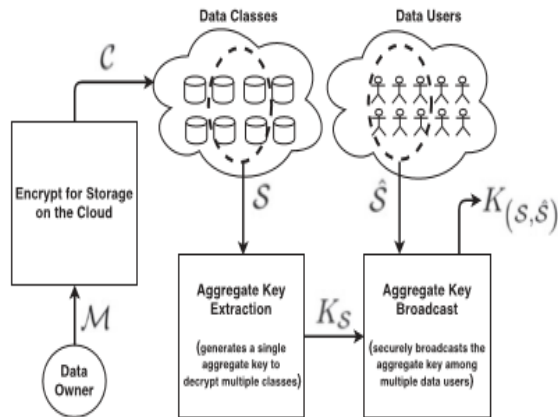 Data Classes
Data Users
𝒞
Encrypt for Storage
on the Cloud
𝒮
𝒮̂
K(𝒮,𝒮̂)
ℳ
Data
Owner
Aggregate Key
Extraction
(generates a single
aggregate key to
decrypt multiple classes)
K𝒮
Aggregate Key
Broadcast
(securely broadcasts the
aggregate key among
multiple data users)